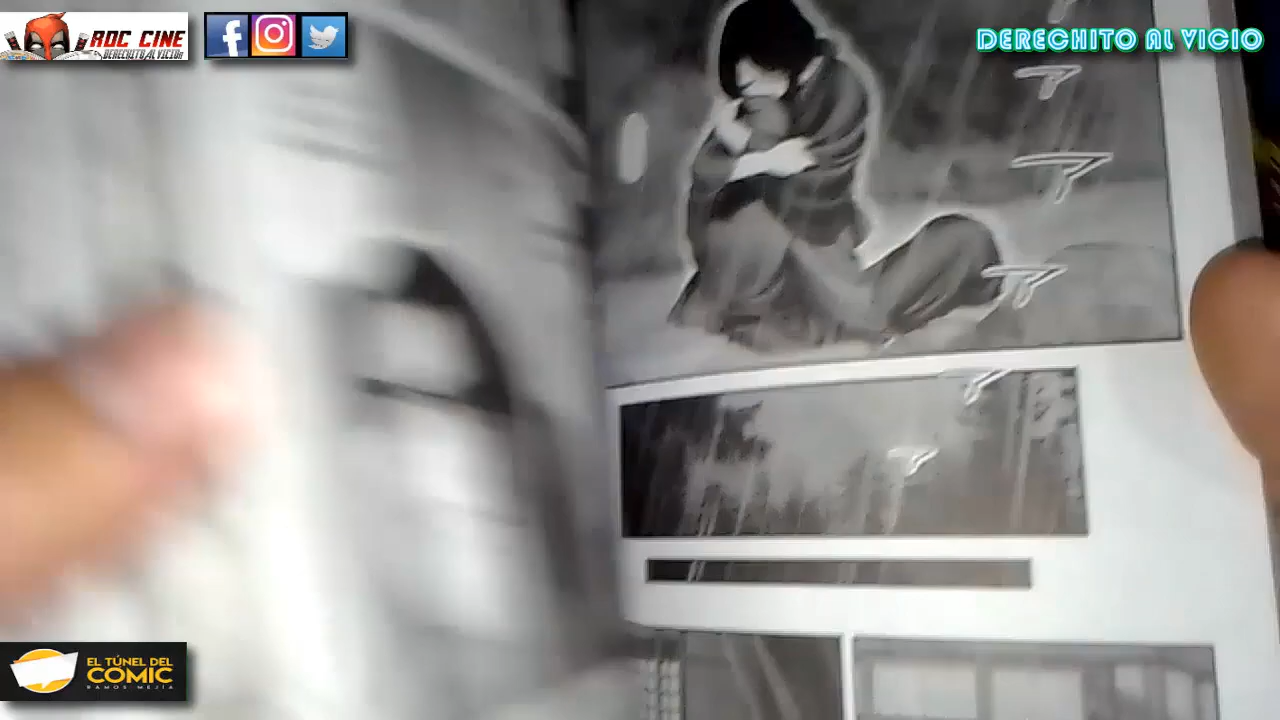 ROC CINE
DERECHITO AL VICIO
DERECHITO AL VICIO
EL TÚNEL DEL
COMIC
RAMOS MEJÍA